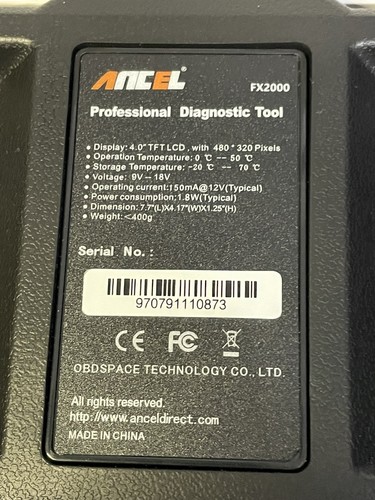 ANCEL®
FX2000
Professional Diagnostic Tool
• Display: 4.0" TFT LCD, with 480 * 320 Pixels
• Operation Temperature: 0 ℃ -- 50 ℃
• Storage Temperature: -20 ℃ -- 70 ℃
• Voltage: 9V – 18V
• Operating current:150mA@12V(Typical)
• Power consumption:1.8W(Typical)
• Dimension: 7.7"(L)X4.17"(W)X1.25"(H)
• Weight:<400g
Serial No.:
970791110873
CE FC
OBDSPACE TECHNOLOGY CO., LTD.
All rights reserved.
http://www.anceldirect.com
MADE IN CHINA